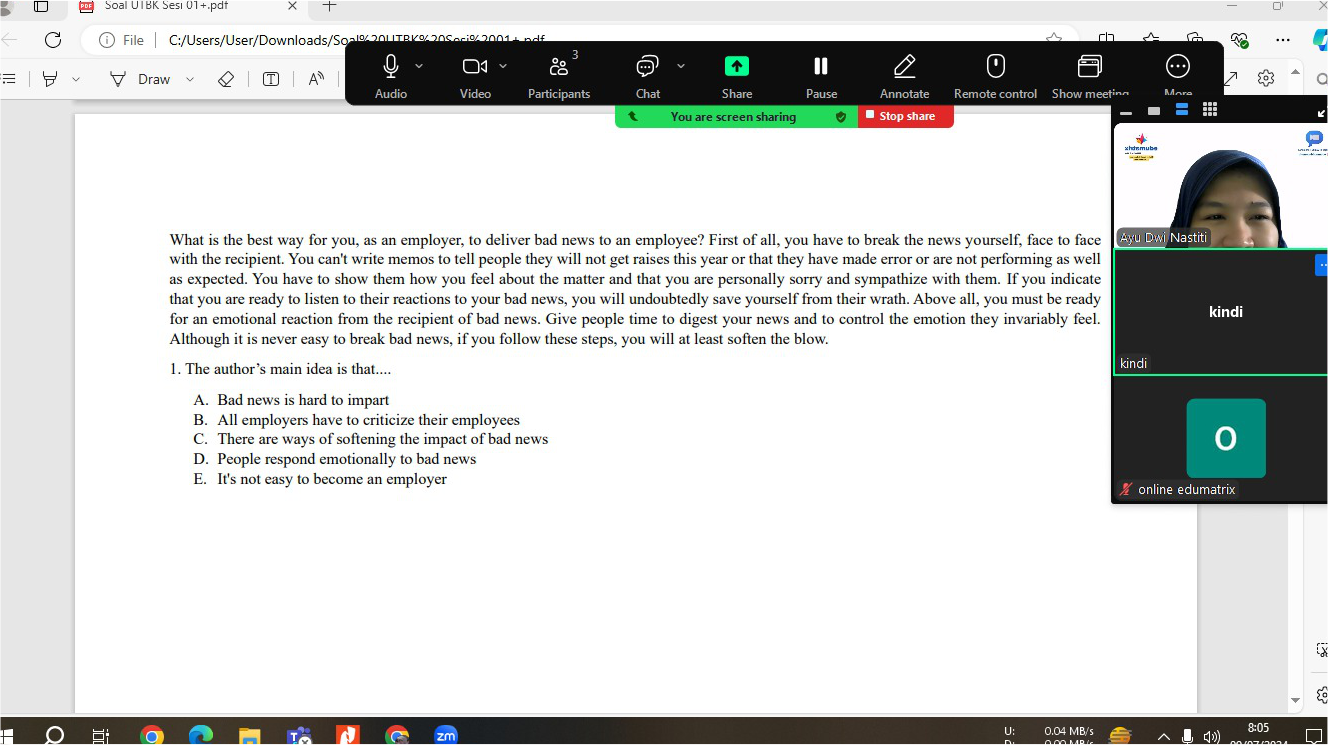 Soal UTBK Sesi 01+.pdf
File
C:/Users/User/Downloads/Soal%20UTBK%20Sesi%2001+.pdf
Draw
3
Audio
Video
Participants
Chat
Share
Pause
Annotate
Remote control
Show meeting
More
You are screen sharing
Stop share
What is the best way for you, as an employer, to deliver bad news to an employee? First of all, you have to break the news yourself, face to face
with the recipient. You can't write memos to tell people they will not get raises this year or that they have made error or are not performing as well
as expected. You have to show them how you feel about the matter and that you are personally sorry and sympathize with them. If you indicate
that you are ready to listen to their reactions to your bad news, you will undoubtedly save yourself from their wrath. Above all, you must be ready
for an emotional reaction from the recipient of bad news. Give people time to digest your news and to control the emotion they invariably feel.
Although it is never easy to break bad news, if you follow these steps, you will at least soften the blow.
1. The author’s main idea is that....
A. Bad news is hard to impart
B. All employers have to criticize their employees
C. There are ways of softening the impact of bad news
D. People respond emotionally to bad news
E. It's not easy to become an employer
Ayu Dwi Nastiti
kindi
kindi
O
online edumatrix
zm
U: 0.04 MB/s
8:05